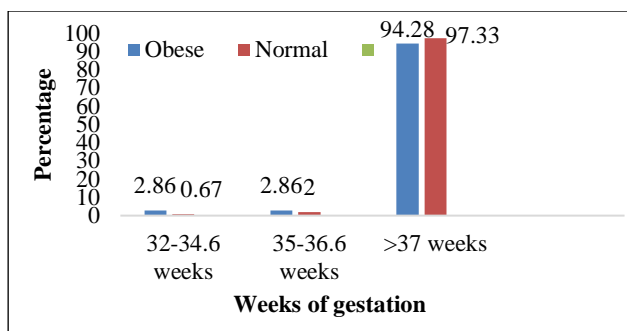 Percentage
100
90
80
70
60
50
40
30
20
10
0
Obese Normal
94.28 97.33
2.86 0.67
2.86 2
32-34.6 weeks
35-36.6 weeks
>37 weeks
Weeks of gestation